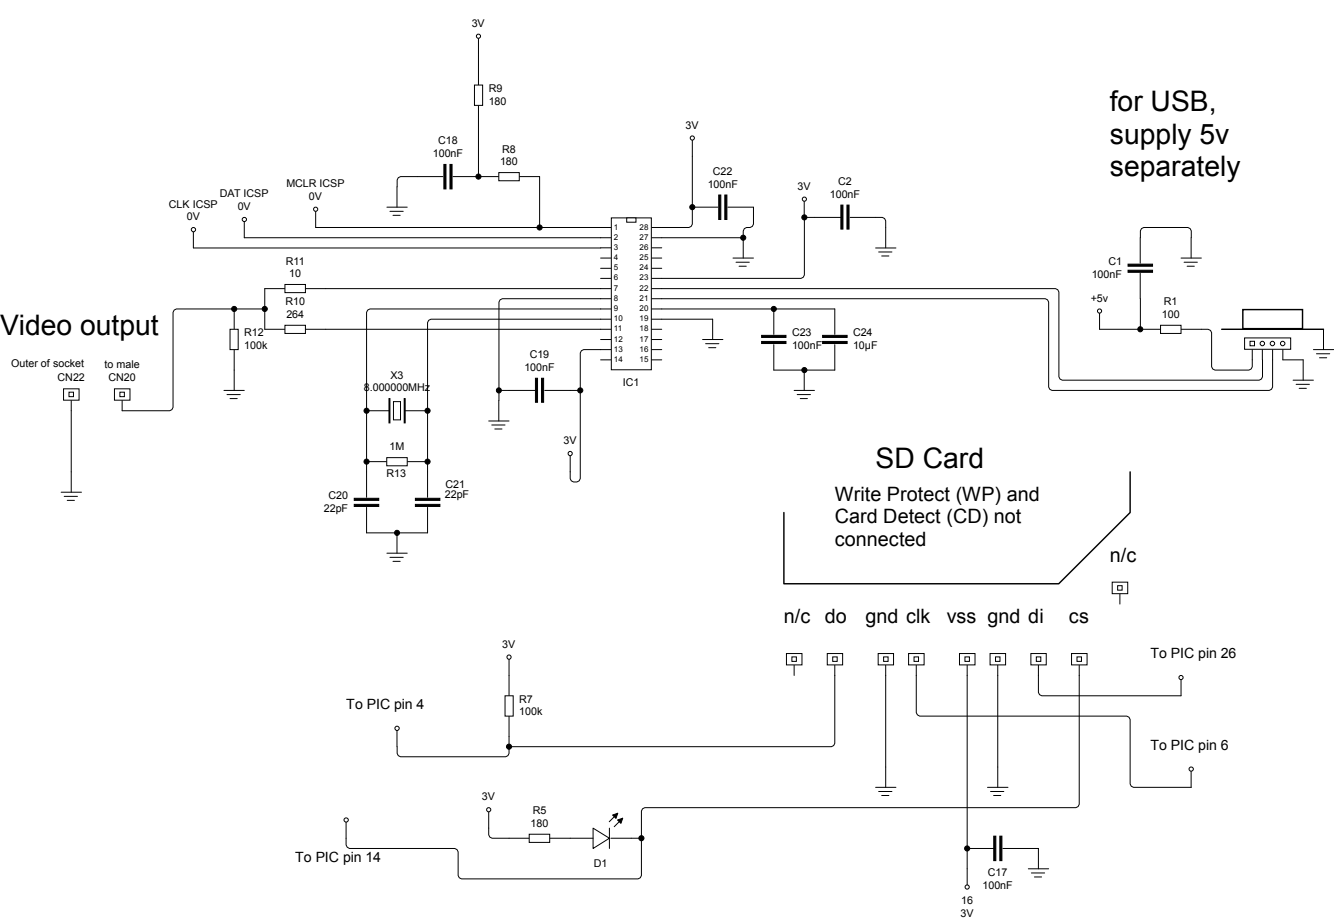 3V
R9
180
for USB,
supply 5v
separately
3V
C18
100nF
R8
180
C22
100nF
3V
C2
100nF
MCLR ICSP
0V
DAT ICSP
0V
CLK ICSP
0V
1
2
3
4
5
6
7
8
9
10
11
12
13
14
28
27
26
25
24
23
22
21
20
19
18
17
16
15
IC1
R11
10
R10
264
R12
100k
C1
100nF
+5v
R1
100
Video output
Outer of socket
CN22
to male
CN20
C23
100nF
C24
10µF
C19
100nF
X3
8.000000MHz
3V
1M
R13
C20
22pF
C21
22pF
SD Card
Write Protect (WP) and
Card Detect (CD) not
connected
n/c
n/c do gnd clk vss gnd di cs
3V
To PIC pin 26
R7
100k
To PIC pin 4
To PIC pin 6
3V
R5
180
D1
To PIC pin 14
C17
100nF
16
3V